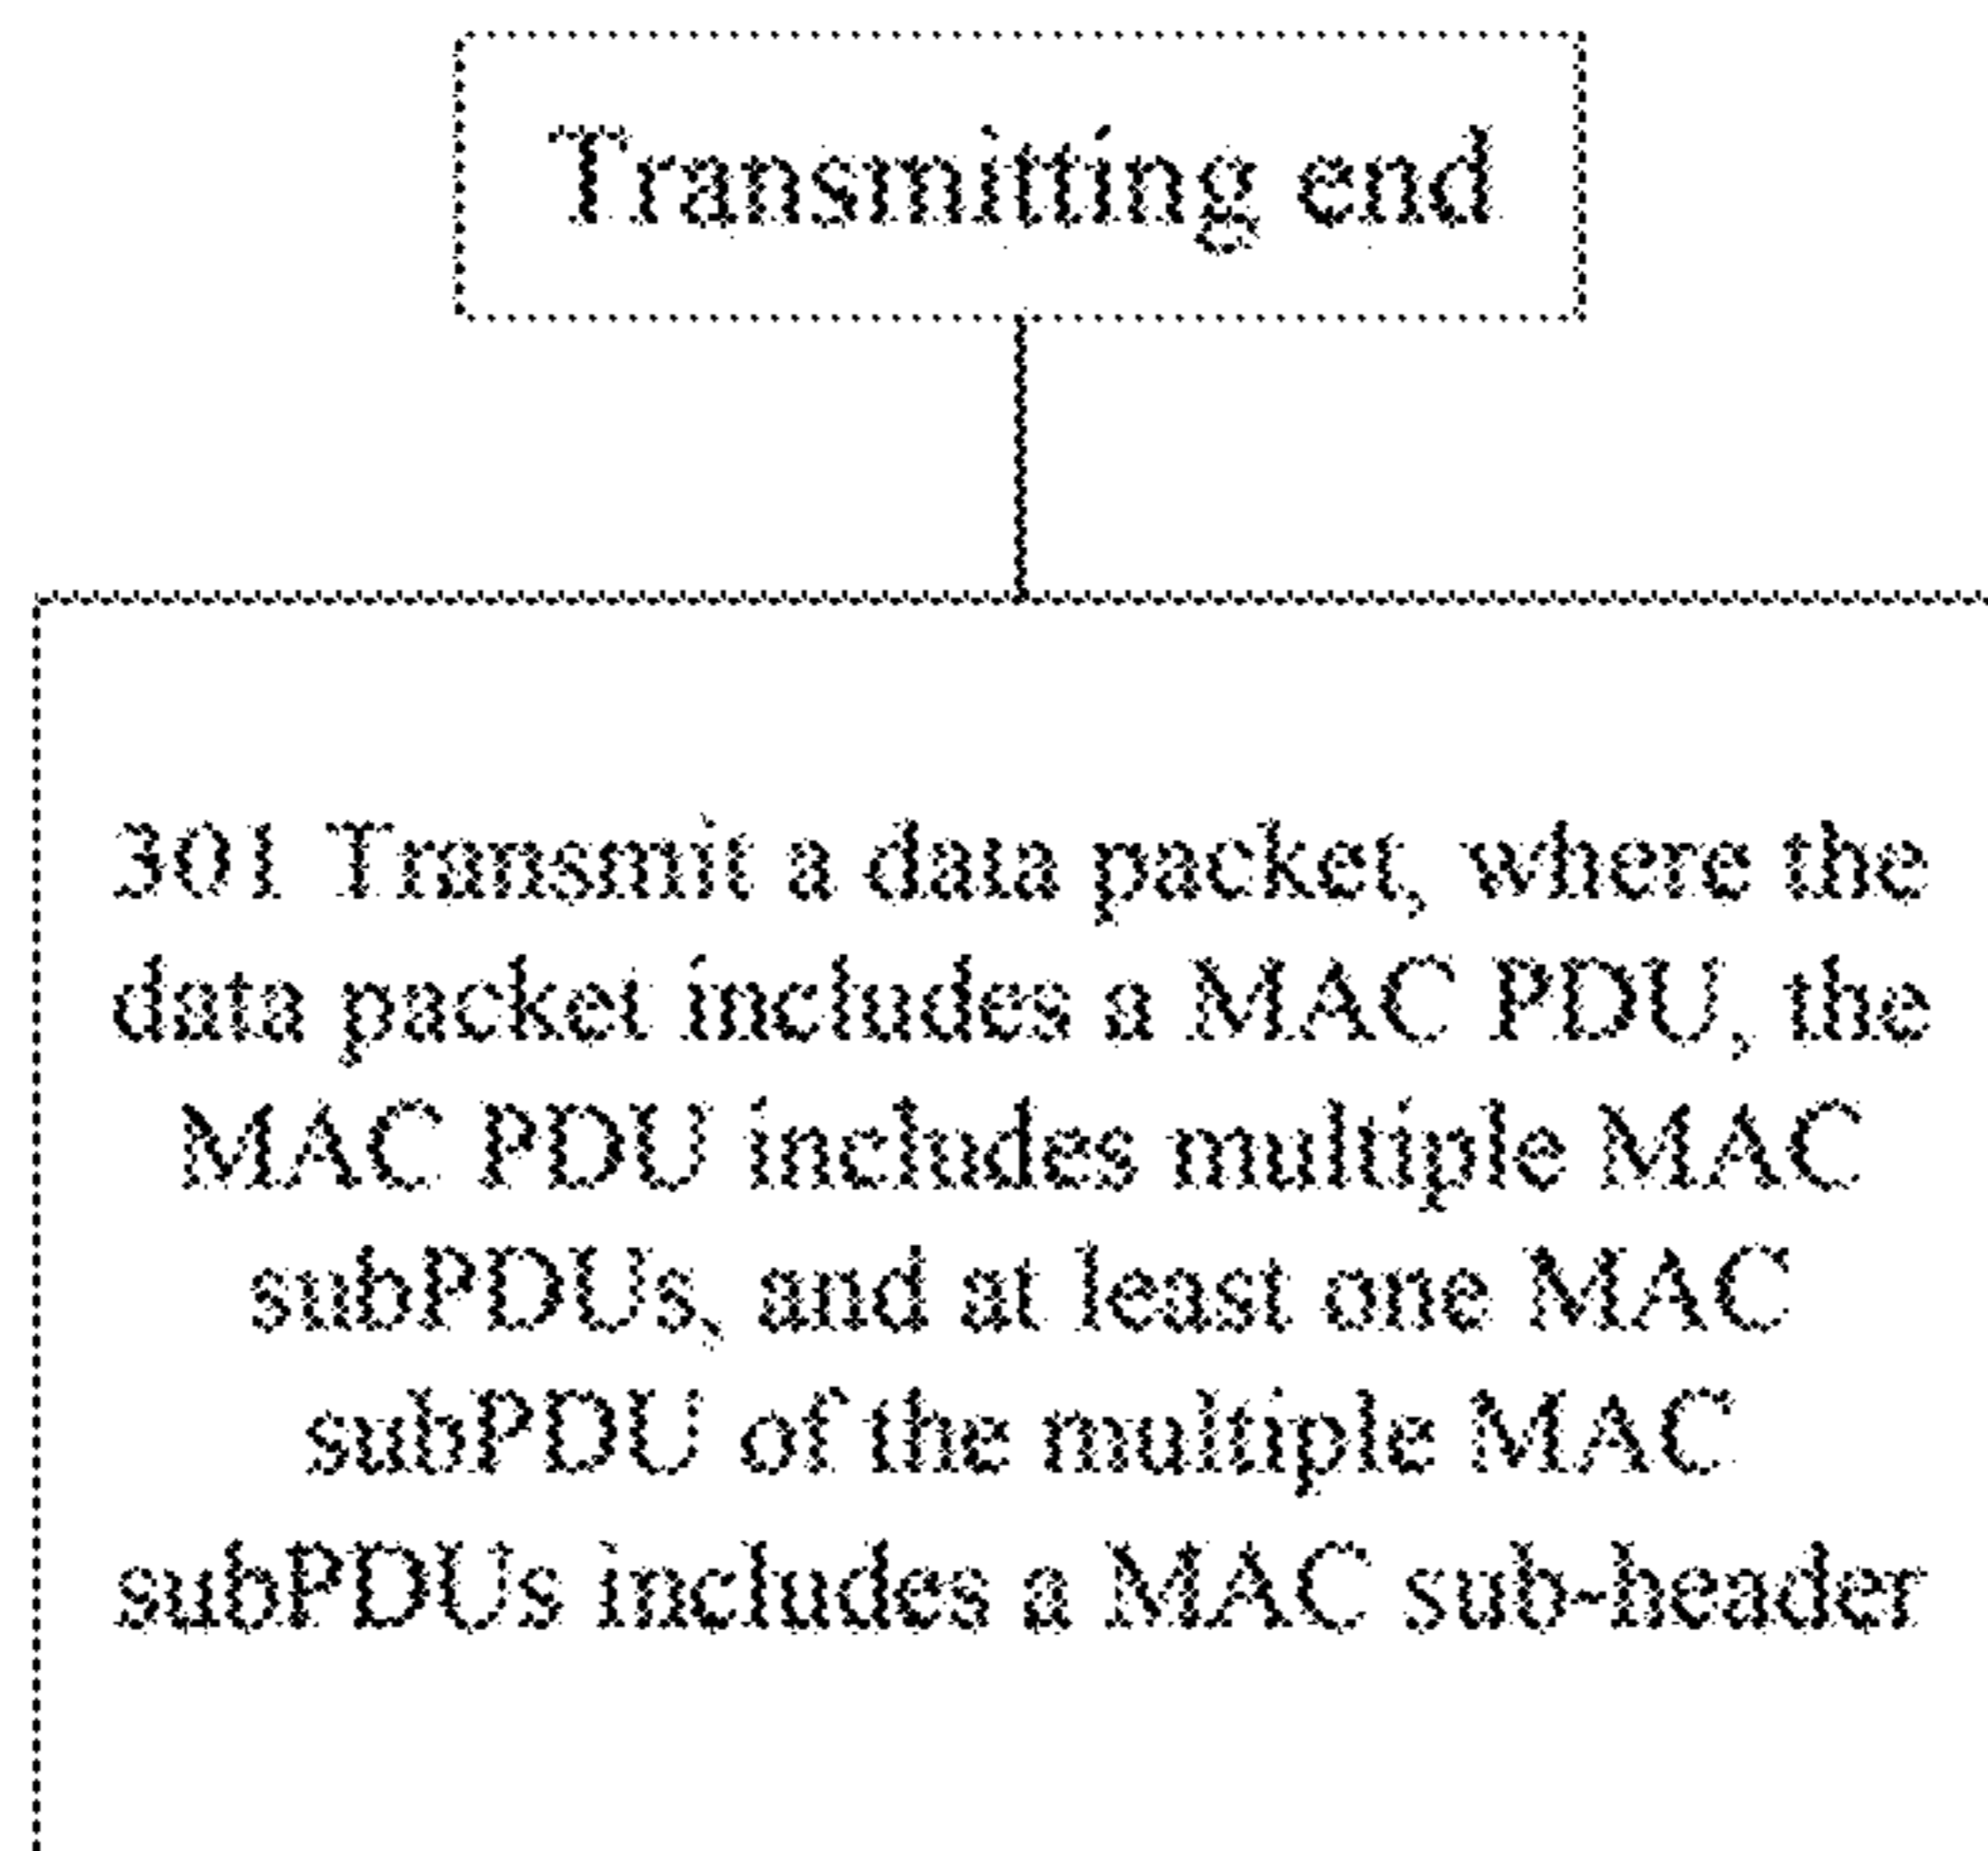 Transmitting end
301 Transmit a data packet, where the
data packet includes a MAC PDU, the
MAC PDU includes multiple MAC
subPDUs, and at least one MAC
subPDU of the multiple MAC
subPDUs includes a MAC sub-header